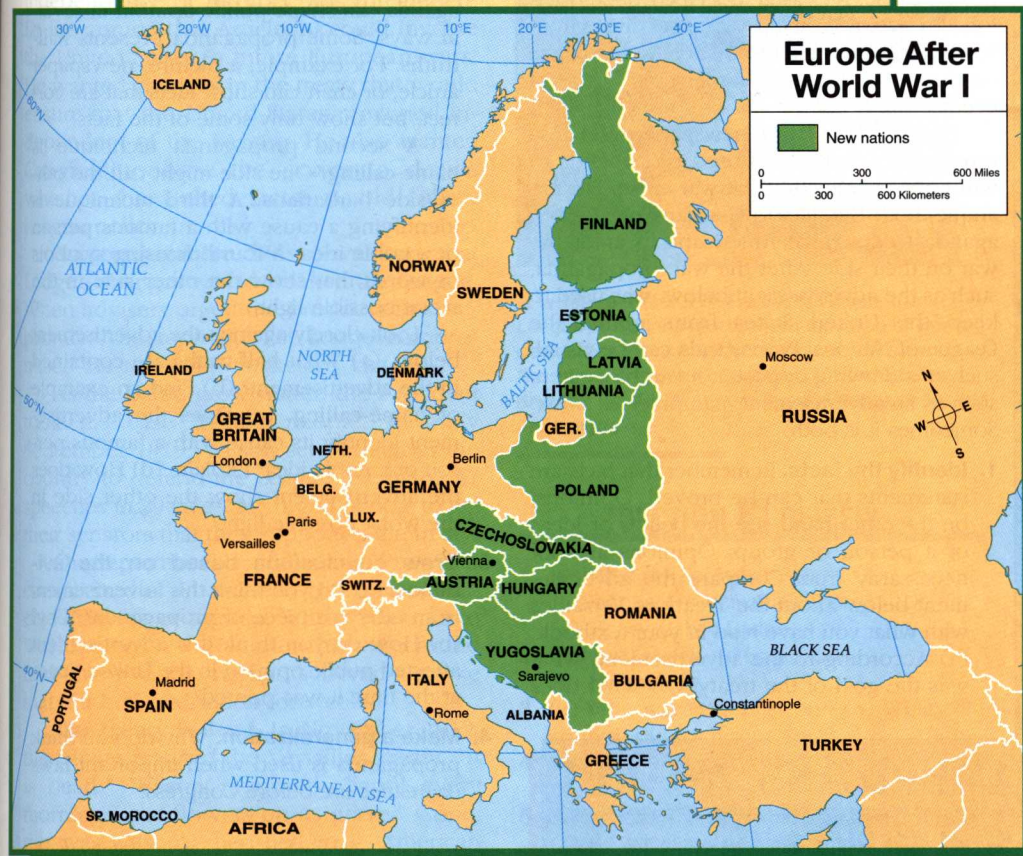 30°W
20°W
10°W
0°
10°E
20°E
30°E
40°E
Europe After
World War I
New nations
0 300 600 Miles
0 300 600 Kilometers
60°N
50°N
40°N
ICELAND
ATLANTIC
OCEAN
NORWAY
SWEDEN
FINLAND
ESTONIA
LATVIA
LITHUANIA
NORTH
SEA
BALTIC SEA
DENMARK
IRELAND
GREAT
BRITAIN
London
NETH.
BELG.
LUX.
Berlin
GERMANY
GER.
POLAND
Moscow
RUSSIA
N
E
W
S
Paris
Versailles
FRANCE
SWITZ.
CZECHOSLOVAKIA
Vienna
AUSTRIA
HUNGARY
ROMANIA
YUGOSLAVIA
Sarajevo
BULGARIA
BLACK SEA
Constantinople
ITALY
Rome
ALBANIA
GREECE
TURKEY
PORTUGAL
Madrid
SPAIN
MEDITERRANEAN SEA
SP. MOROCCO
AFRICA